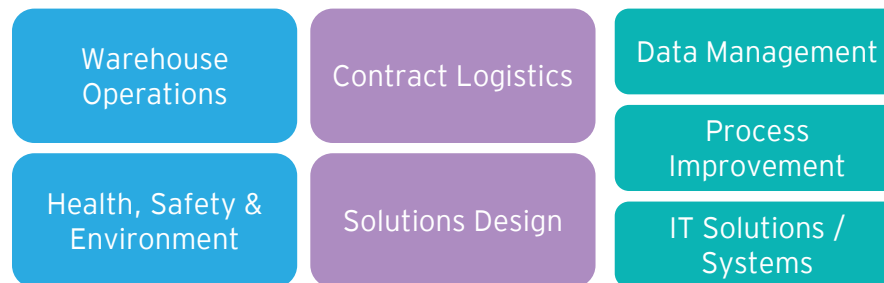 Warehouse
Operations
Contract Logistics
Data Management
Process
Improvement
Health, Safety &
Environment
Solutions Design
IT Solutions /
Systems